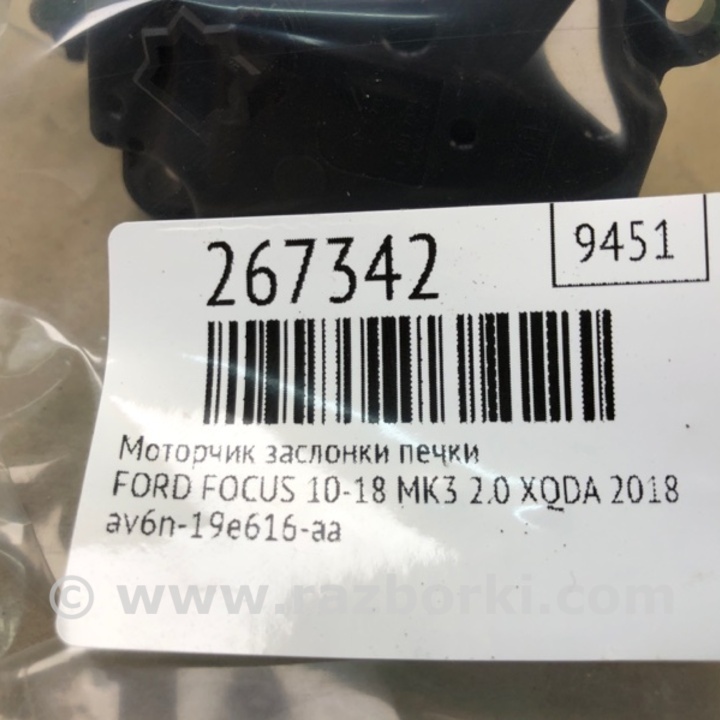 267342
9451
Моторчик заслонки печки
FORD FOCUS 10-18 МК3 2.0 XQDA 2018
av6n-19e616-aa
© www.razborki.com